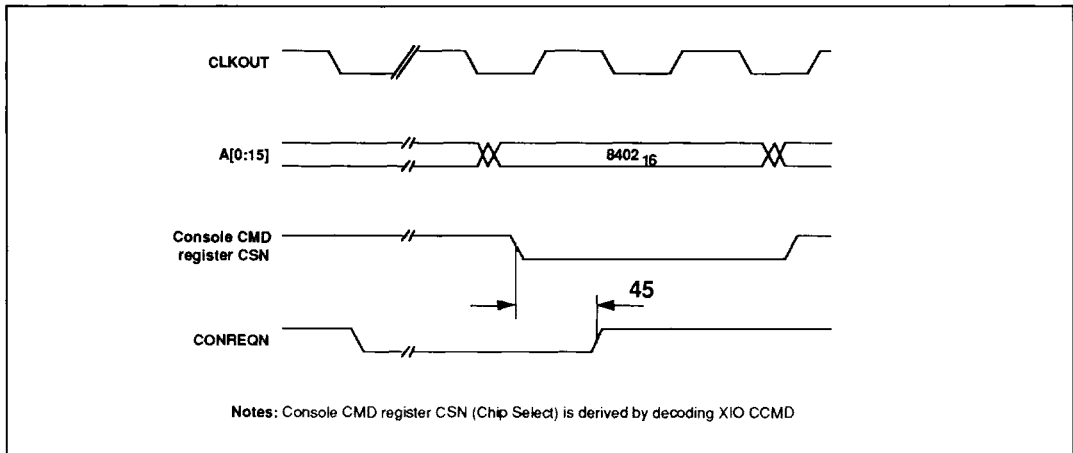 CLKOUT
A[0:15]
8402 16
Console CMD
register CSN
45
CONREQN
Notes: Console CMD register CSN (Chip Select) is derived by decoding XIO CCMD